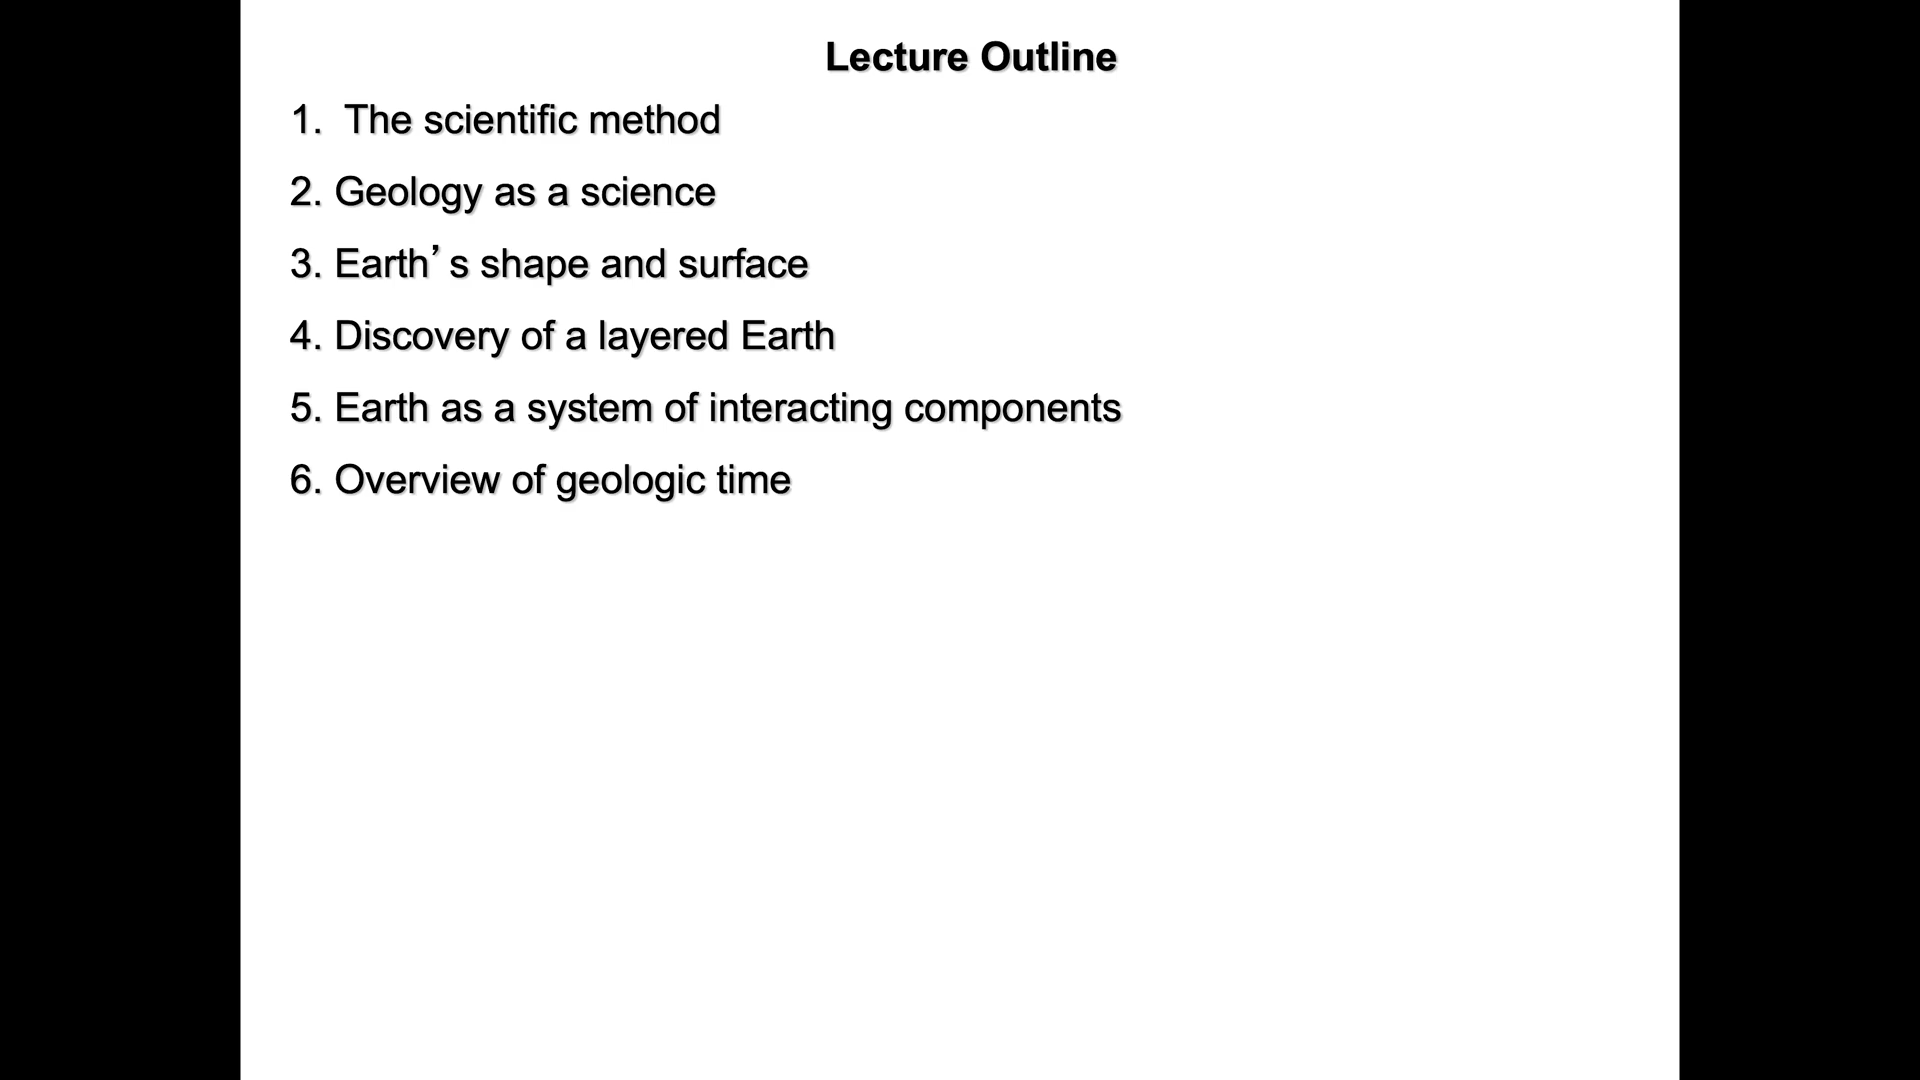 Lecture Outline
1. The scientific method
2. Geology as a science
3. Earth’s shape and surface
4. Discovery of a layered Earth
5. Earth as a system of interacting components
6. Overview of geologic time